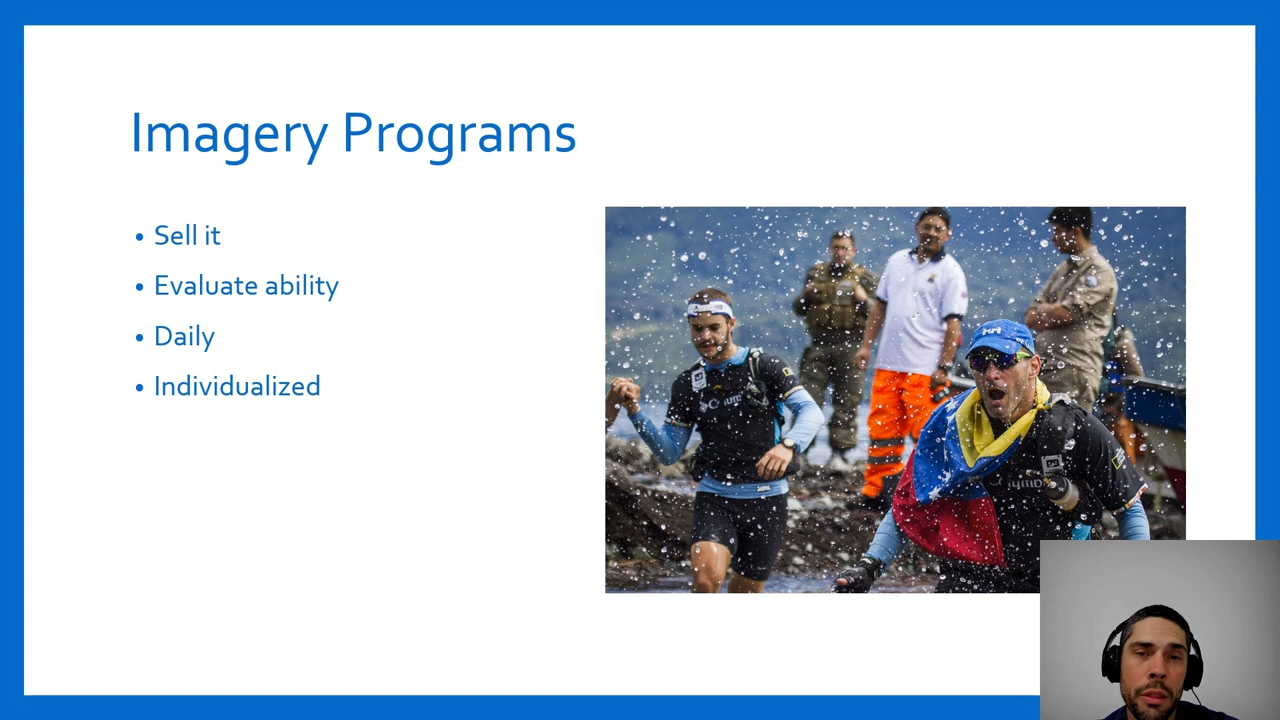 Imagery Programs
• Sell it
• Evaluate ability
• Daily
• Individualized